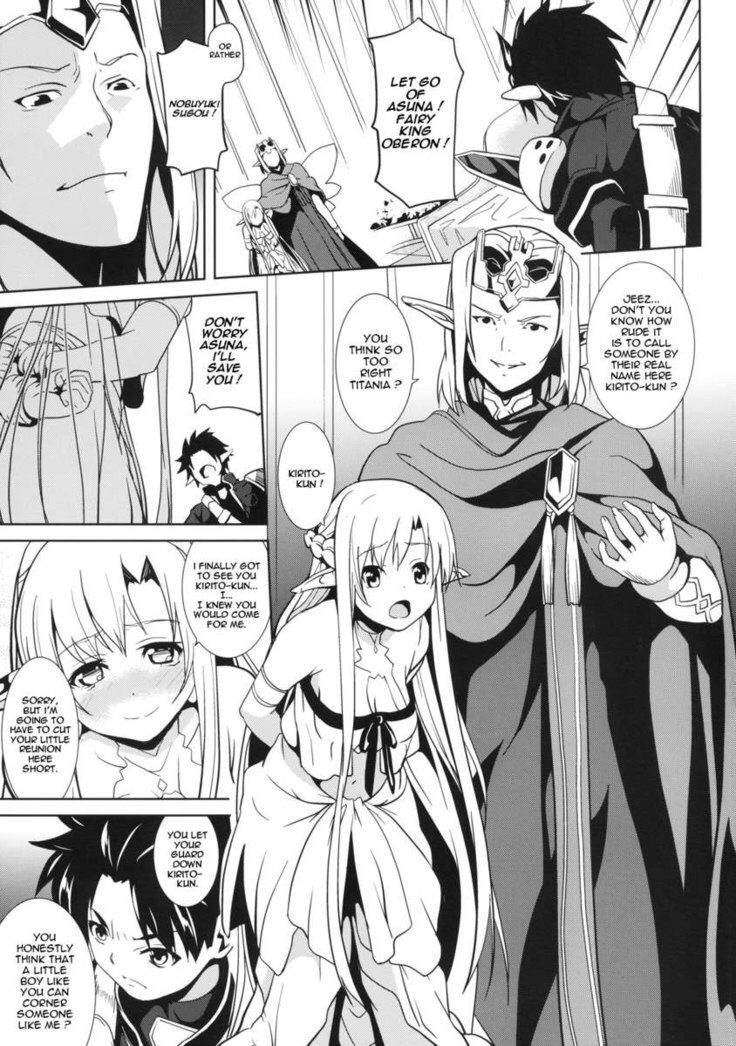 LET GO
OF
ASUNA !
FAIRY
KING
OBERON !
OR
RATHER
NOBUYUKI
SUGOU !
JEEZ...
DON'T YOU
KNOW HOW
RUDE IT
IS TO CALL
SOMEONE BY
THEIR REAL
NAME HERE
KIRITO-KUN ?
YOU
THINK SO
TOO
RIGHT
TITANIA ?
KIRITO-
KUN !
DON'T
WORRY
ASUNA,
I'LL
SAVE YOU !
I FINALLY GOT
TO SEE YOU
KIRITO-KUN...
I...
I KNEW YOU
WOULD COME
FOR ME.
SORRY,
BUT I'M
GOING TO
HAVE TO CUT
YOUR LITTLE
REUNION
HERE
SHORT.
YOU LET
YOUR
GUARD
DOWN
KIRITO-
KUN.
YOU
HONESTLY
THINK THAT
A LITTLE
BOY LIKE
YOU CAN
CORNER
SOMEONE
LIKE ME ?